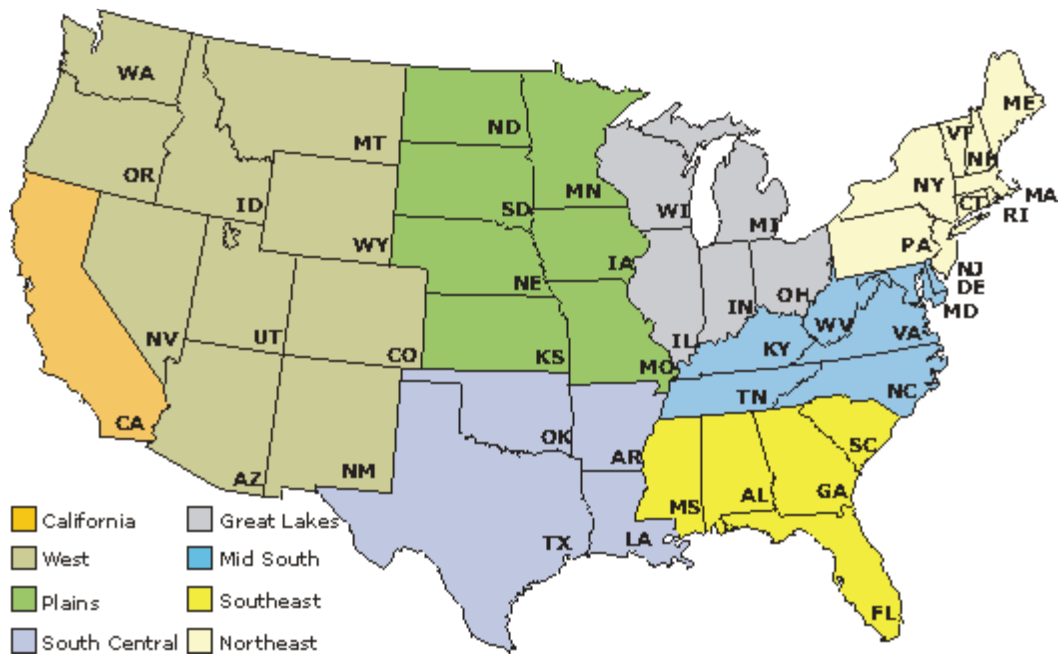 WA
ME
VT
ND
MT
NH
OR
MN
NY
MA
ID
SD
WI
CT
RI
MI
WY
PA
IA
NE
NJ
OH
DE
IN
MD
NV
UT
WV
VA
CO
KS
IL
KY
MO
NC
TN
CA
OK
SC
AR
AZ
NM
GA
MS
AL
TX
LA
FL
California
West
Plains
South Central
Great Lakes
Mid South
Southeast
Northeast